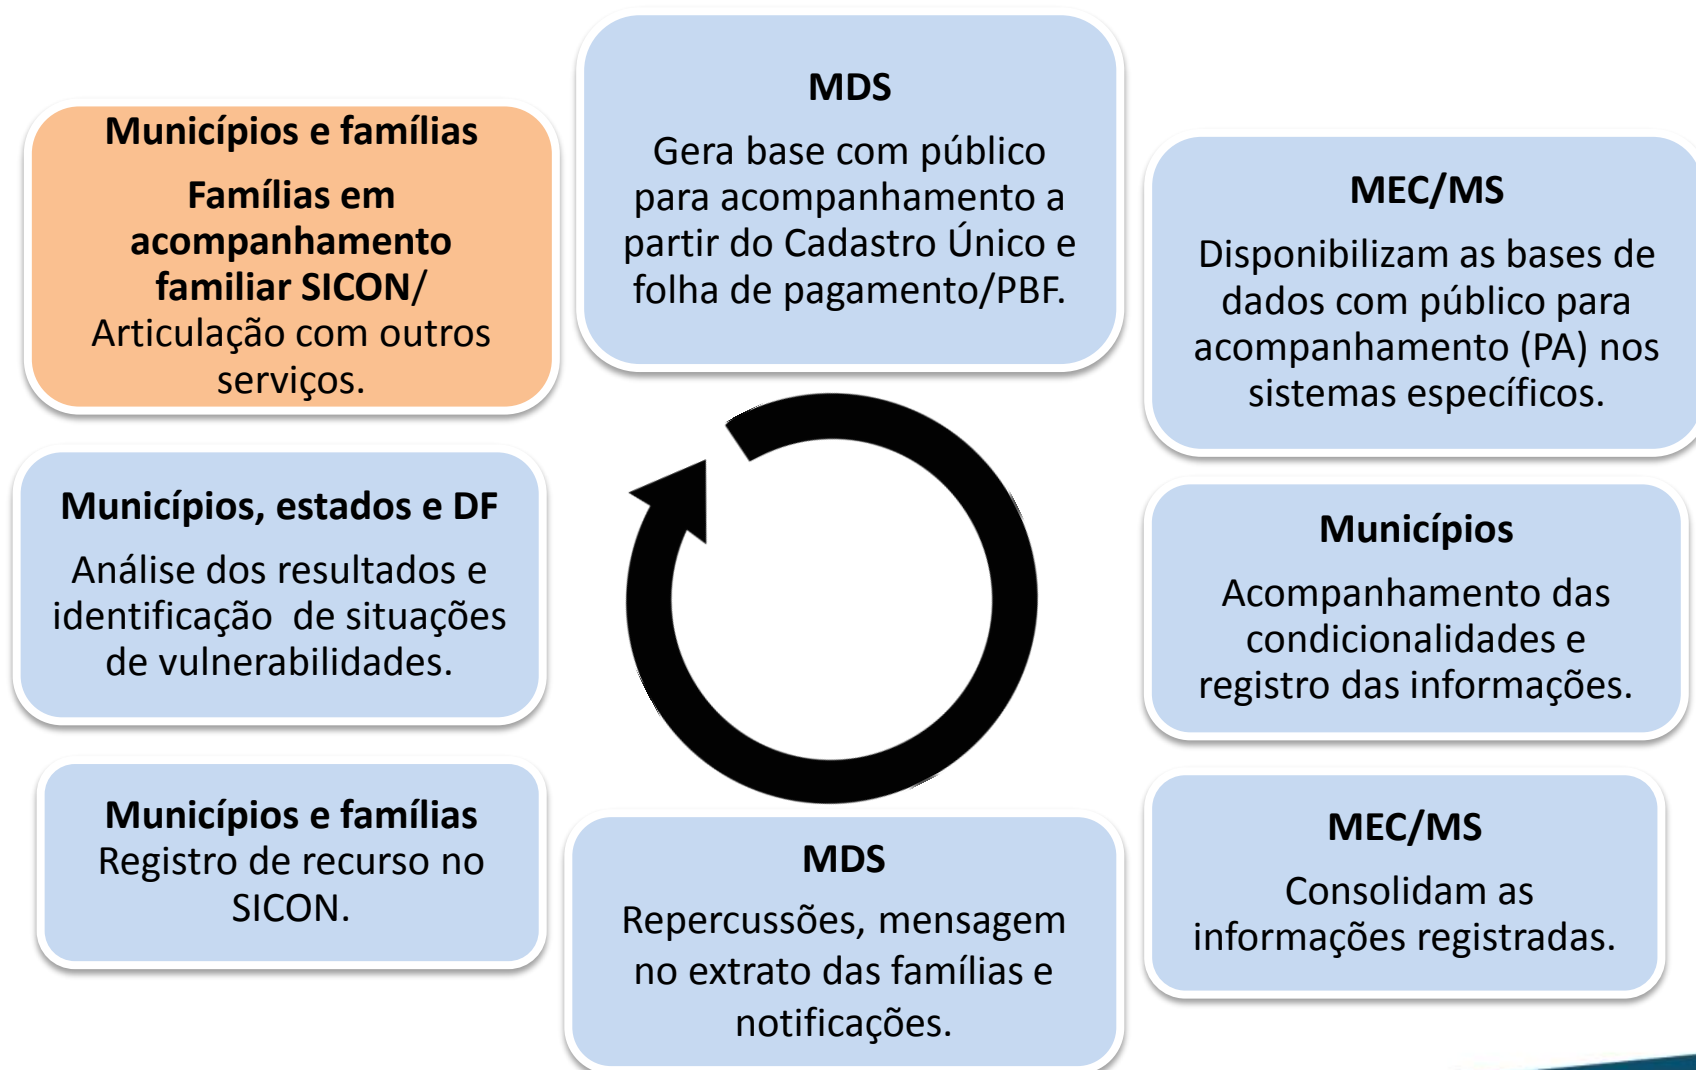 MDS
Gera base com público
para acompanhamento a
partir do Cadastro Único e
folha de pagamento/PBF.
MEC/MS
Disponibilizam as bases de
dados com público para
acompanhamento (PA) nos
sistemas específicos.
Municípios
Acompanhamento das
condicionalidades e
registro das informações.
MEC/MS
Consolidam as
informações registradas.
MDS
Repercussões, mensagem
no extrato das famílias e
notificações.
Municípios e famílias
Registro de recurso no
SICON.
Municípios, estados e DF
Análise dos resultados e
identificação  de situações
de vulnerabilidades.
Municípios e famílias
Famílias em
acompanhamento
familiar SICON/
Articulação com outros
serviços.